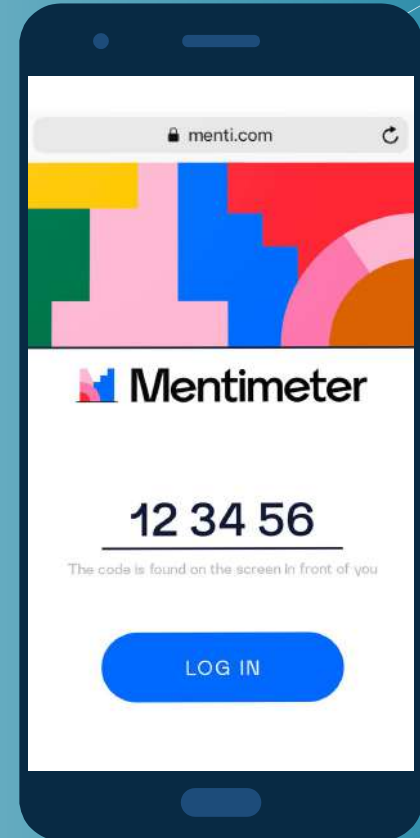 menti.com
Mentimeter
12 34 56
The code is found on the screen in front of you
LOG IN